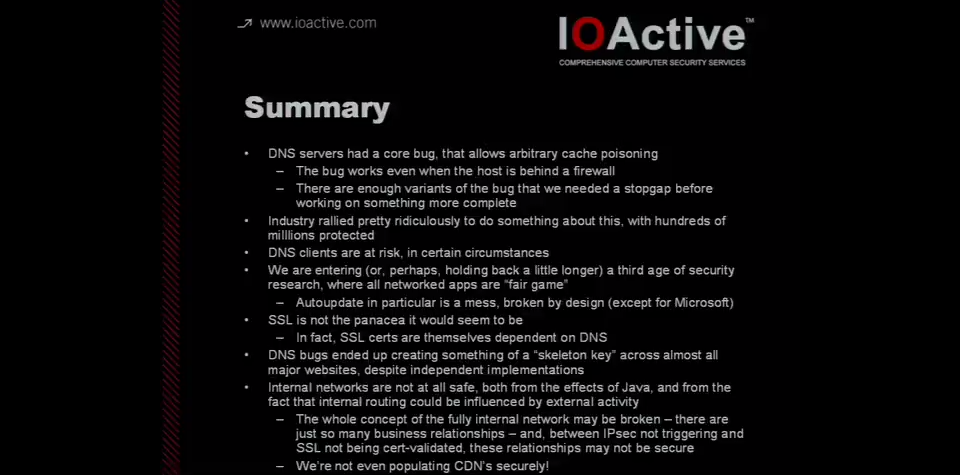 www.ioactive.com
IOActive™
COMPREHENSIVE COMPUTER SECURITY SERVICES
Summary
• DNS servers had a core bug, that allows arbitrary cache poisoning
– The bug works even when the host is behind a firewall
– There are enough variants of the bug that we needed a stopgap before
working on something more complete
• Industry rallied pretty ridiculously to do something about this, with hundreds of
millions protected
• DNS clients are at risk, in certain circumstances
• We are entering (or, perhaps, holding back a little longer) a third age of security
research, where all networked apps are "fair game"
– Autoupdate in particular is a mess, broken by design (except for Microsoft)
• SSL is not the panacea it would seem to be
– In fact, SSL certs are themselves dependent on DNS
• DNS bugs ended up creating something of a "skeleton key" across almost all
major websites, despite independent implementations
• Internal networks are not at all safe, both from the effects of Java, and from the
fact that internal routing could be influenced by external activity
– The whole concept of the fully internal network may be broken – there are
just so many business relationships – and, between IPsec not triggering and
SSL not being cert-validated, these relationships may not be secure
– We're not even populating CDN's securely!